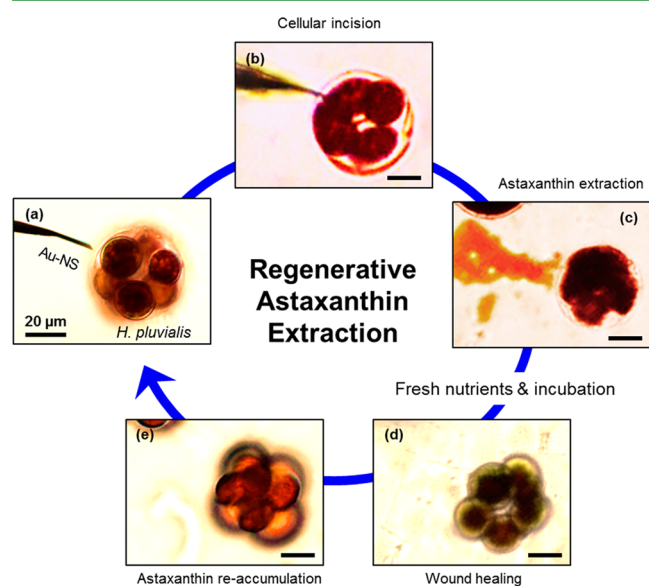 Cellular incision
(b)
Astaxanthin extraction
(a)
Au-NS
20 µm
H. pluvialis
(c)
Regenerative
Astaxanthin
Extraction
Fresh nutrients & incubation
(e)
(d)
Astaxanthin re-accumulation
Wound healing